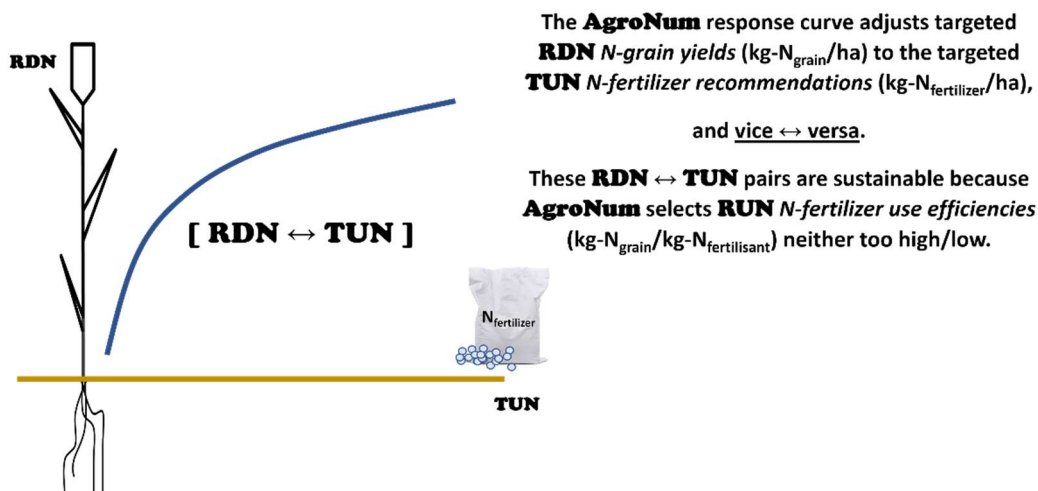 The AgroNum response curve adjusts targeted
RDN N-grain yields (kg-Ngrain/ha) to the targeted
TUN N-fertilizer recommendations (kg-Nfertilizer/ha),
and vice ↔ versa.
These RDN ↔ TUN pairs are sustainable because
AgroNum selects RUN N-fertilizer use efficiencies
(kg-Ngrain/kg-Nfertilisant) neither too high/low.
RDN
[ RDN ↔ TUN ]
Nfertilizer
TUN